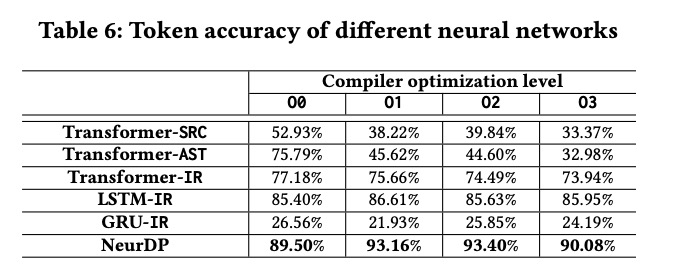 Table 6: Token accuracy of different neural networks
Compiler optimization level
O0 O1 O2 O3
Transformer-SRC 52.93% 38.22% 39.84% 33.37%
Transformer-AST 75.79% 45.62% 44.60% 32.98%
Transformer-IR 77.18% 75.66% 74.49% 73.94%
LSTM-IR 85.40% 86.61% 85.63% 85.95%
GRU-IR 26.56% 21.93% 25.85% 24.19%
NeurDP 89.50% 93.16% 93.40% 90.08%